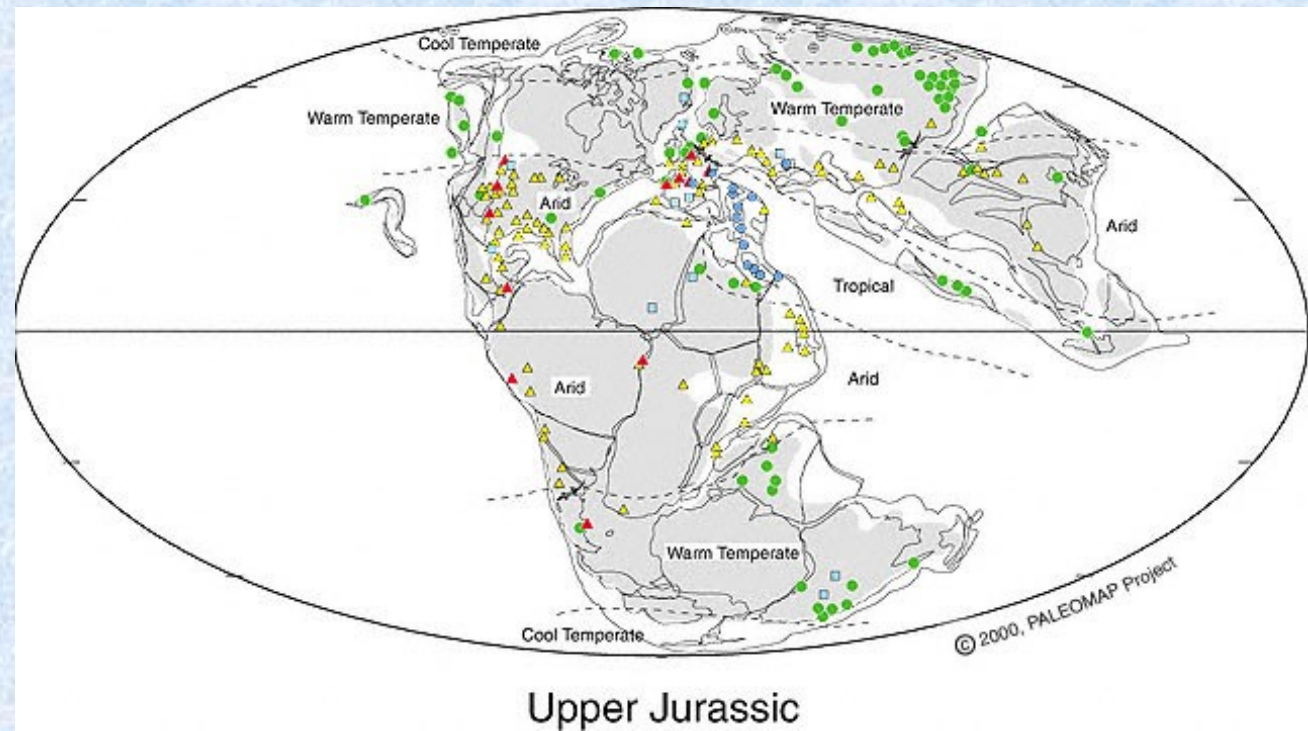 Cool Temperate
Warm Temperate
Warm Temperate
Arid
Arid
Tropical
Arid
Arid
Warm Temperate
Cool Temperate
© 2000, PALEOMAP Project
Upper Jurassic